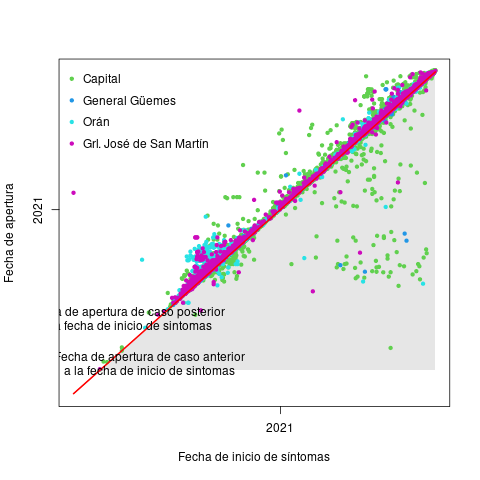 Capital
General Güemes
Orán
Grl. José de San Martín
Fecha de apertura
2021
de apertura de caso posterior
fecha de inicio de sintomas
Fecha de apertura de caso anterior
a la fecha de inicio de sintomas
2021
Fecha de inicio de síntomas